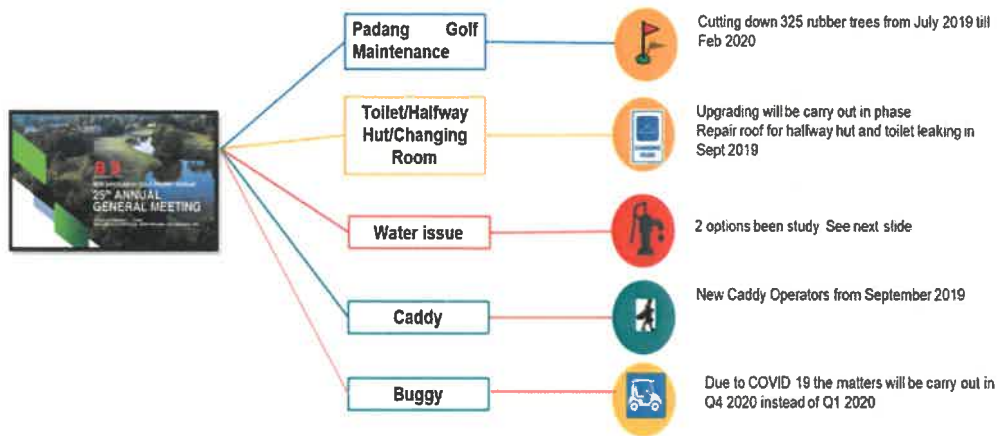 Padang Golf
Maintenance
Cutting down 325 rubber trees from July 2019 till
Feb 2020
Toilet/Halfway
Hut/Changing
Room
Upgrading will be carry out in phase
Repair roof for halfway hut and toilet leaking in
Sept 2019
25th ANNUAL
GENERAL MEETING
Water issue
2 options been study See next slide
Caddy
New Caddy Operators from September 2019
Buggy
Due to COVID 19 the matters will be carry out in
Q4 2020 instead of Q1 2020